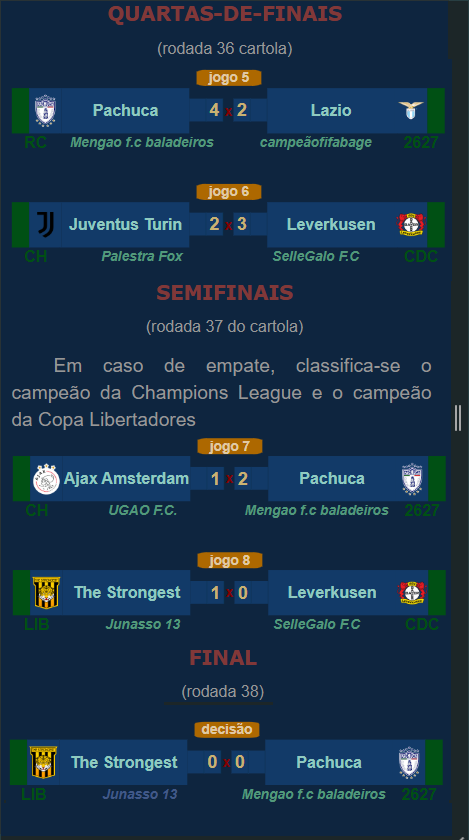 QUARTAS-DE-FINAIS
(rodada 36 cartola)
jogo 5
Pachuca 4 x 2 Lazio
RC Mengao f.c baladeiros campeãofifabage 2627
jogo 6
Juventus Turin 2 x 3 Leverkusen
CH Palestra Fox SelleGalo F.C CDC
SEMIFINAIS
(rodada 37 do cartola)
Em caso de empate, classifica-se o
campeão da Champions League e o campeão
da Copa Libertadores
jogo 7
Ajax Amsterdam 1 x 2 Pachuca
CH UGAO F.C. Mengao f.c baladeiros 2627
jogo 8
The Strongest 1 x 0 Leverkusen
LIB Junasso 13 SelleGalo F.C CDC
FINAL
(rodada 38)
decisão
The Strongest 0 x 0 Pachuca
LIB Junasso 13 Mengao f.c baladeiros 2627